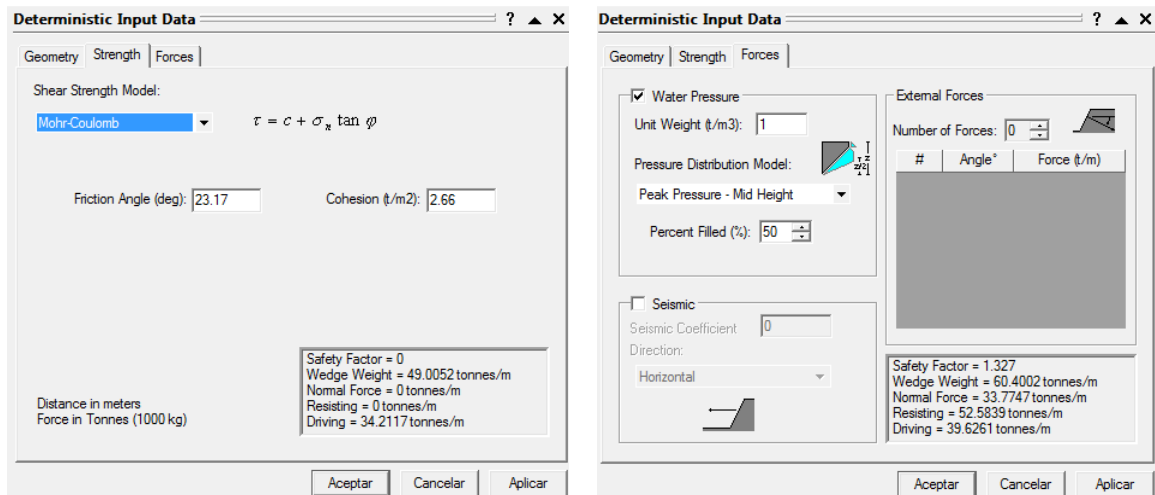 Deterministic Input Data ? ▲ X
Geometry Strength Forces
Shear Strength Model:
Mohr-Coulomb τ = c + σn tan φ
Friction Angle (deg): 23.17 Cohesion (t/m2): 2.66
Safety Factor = 0
Wedge Weight = 49.0052 tonnes/m
Normal Force = 0 tonnes/m
Resisting = 0 tonnes/m
Driving = 34.2117 tonnes/m
Distance in meters
Force in Tonnes (1000 kg)
Aceptar Cancelar Aplicar
Deterministic Input Data ? ▲ X
Geometry Strength Forces
Water Pressure
Unit Weight (t/m3): 1
Pressure Distribution Model:
z
z/2
Peak Pressure - Mid Height
Percent Filled (%): 50
Seismic
Seismic Coefficient 0
Direction:
Horizontal
External Forces
Number of Forces: 0
# Angle° Force (t/m)
Safety Factor = 1.327
Wedge Weight = 60.4002 tonnes/m
Normal Force = 33.7747 tonnes/m
Resisting = 52.5839 tonnes/m
Driving = 39.6261 tonnes/m
Aceptar Cancelar Aplicar